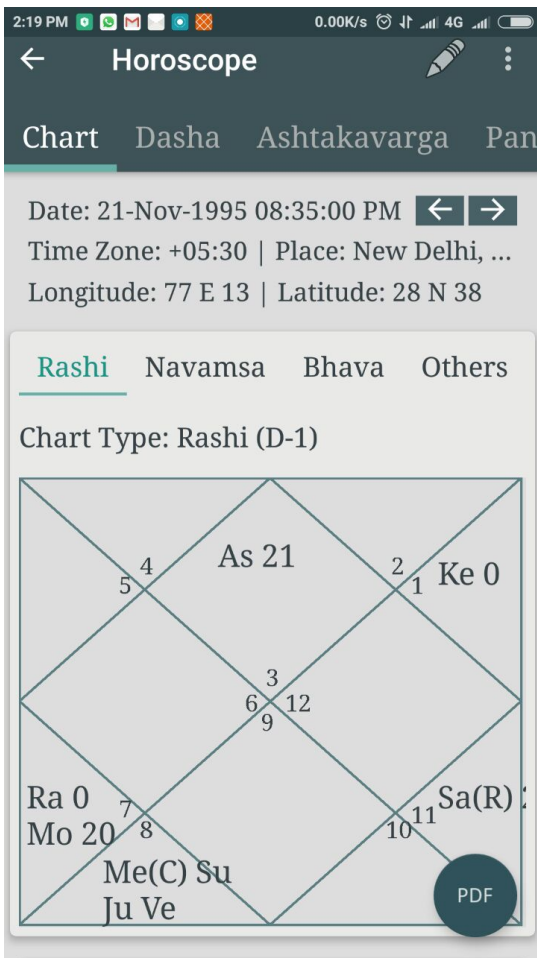 2:19 PM 0.00K/s 4G
Horoscope
Chart Dasha Ashtakavarga Pan
Date: 21-Nov-1995 08:35:00 PM
Time Zone: +05:30 | Place: New Delhi, ...
Longitude: 77 E 13 | Latitude: 28 N 38
Rashi Navamsa Bhava Others
Chart Type: Rashi (D-1)
As 21
4 2
5 1 Ke 0
3
6 12
9
Ra 0 7 11 Sa(R)
Mo 20 8 10
Me(C) Su
Ju Ve
PDF